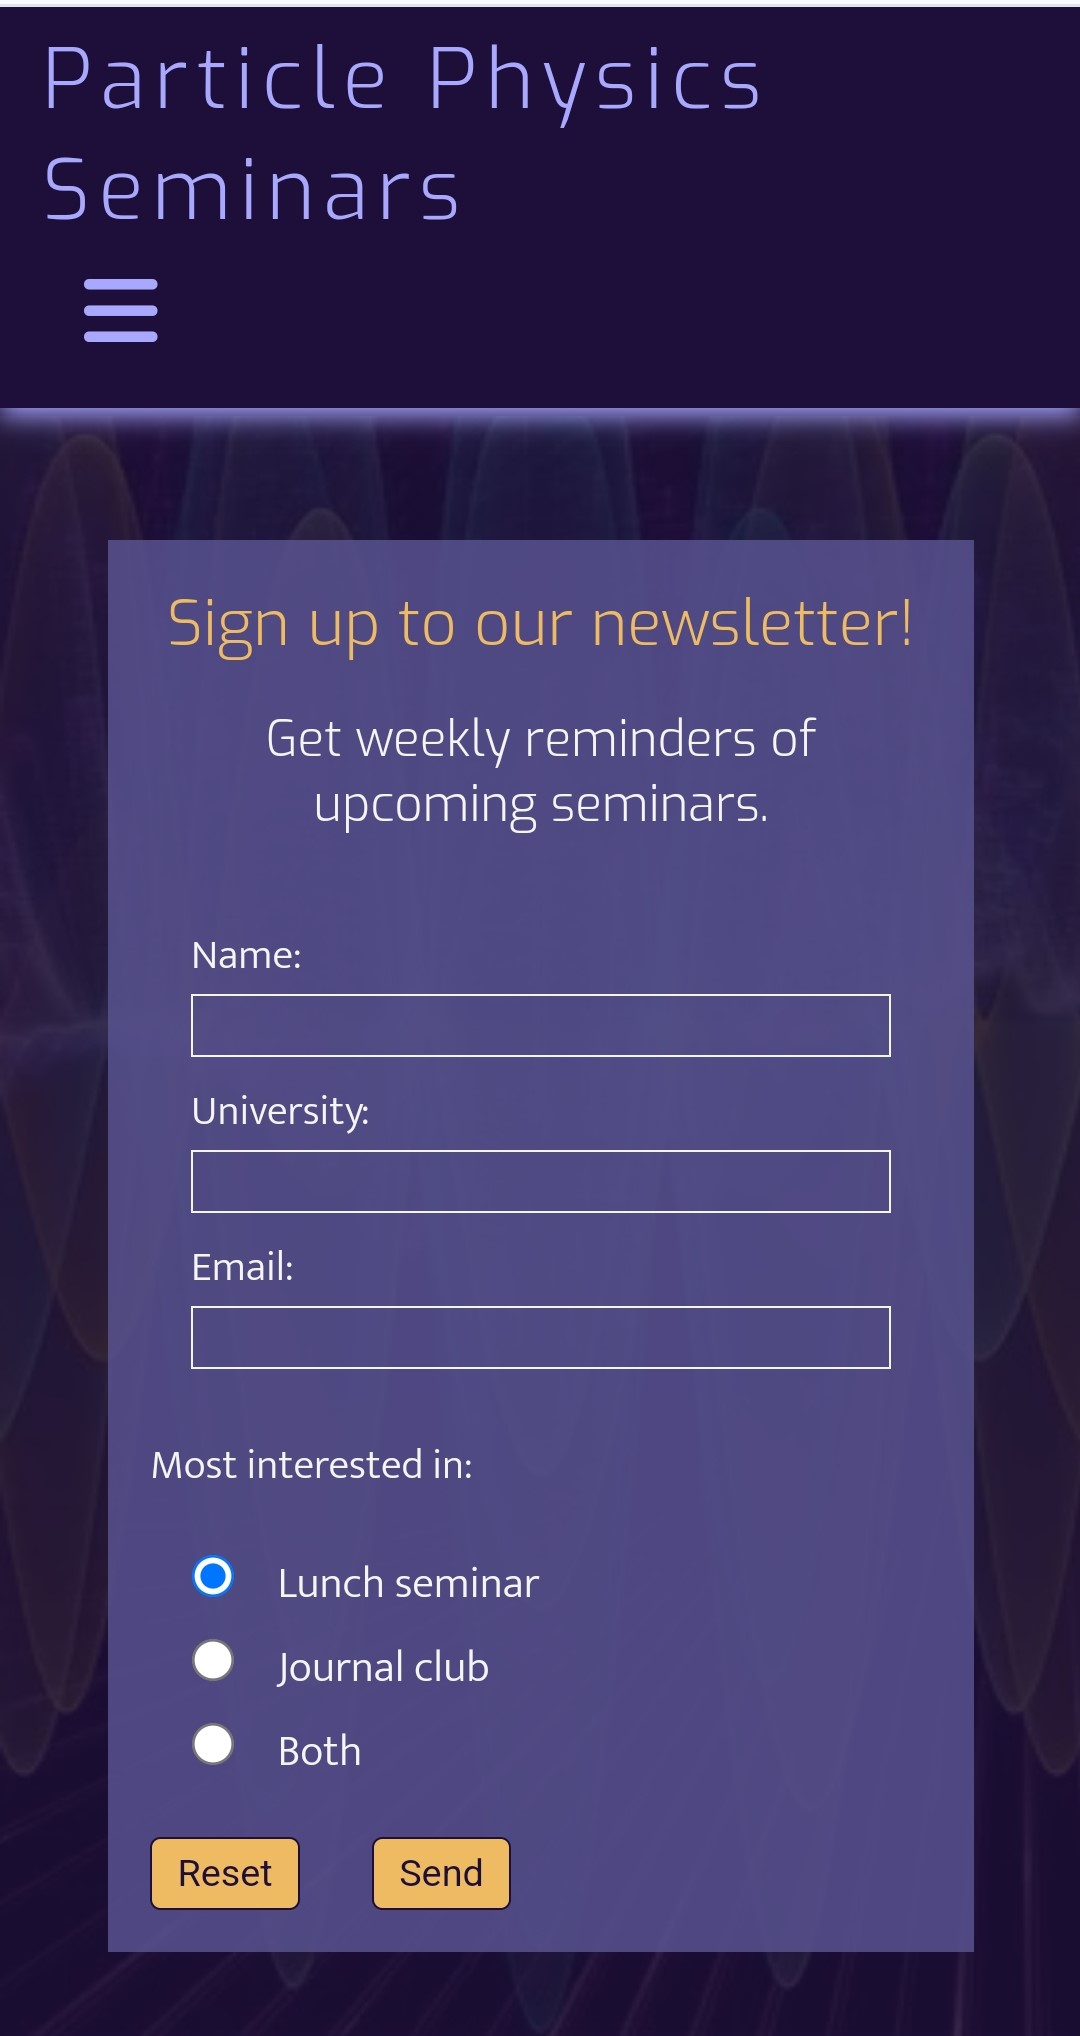 Particle Physics
Seminars
Sign up to our newsletter!
Get weekly reminders of
upcoming seminars.
Name:
University:
Email:
Most interested in:
Lunch seminar
Journal club
Both
Reset Send